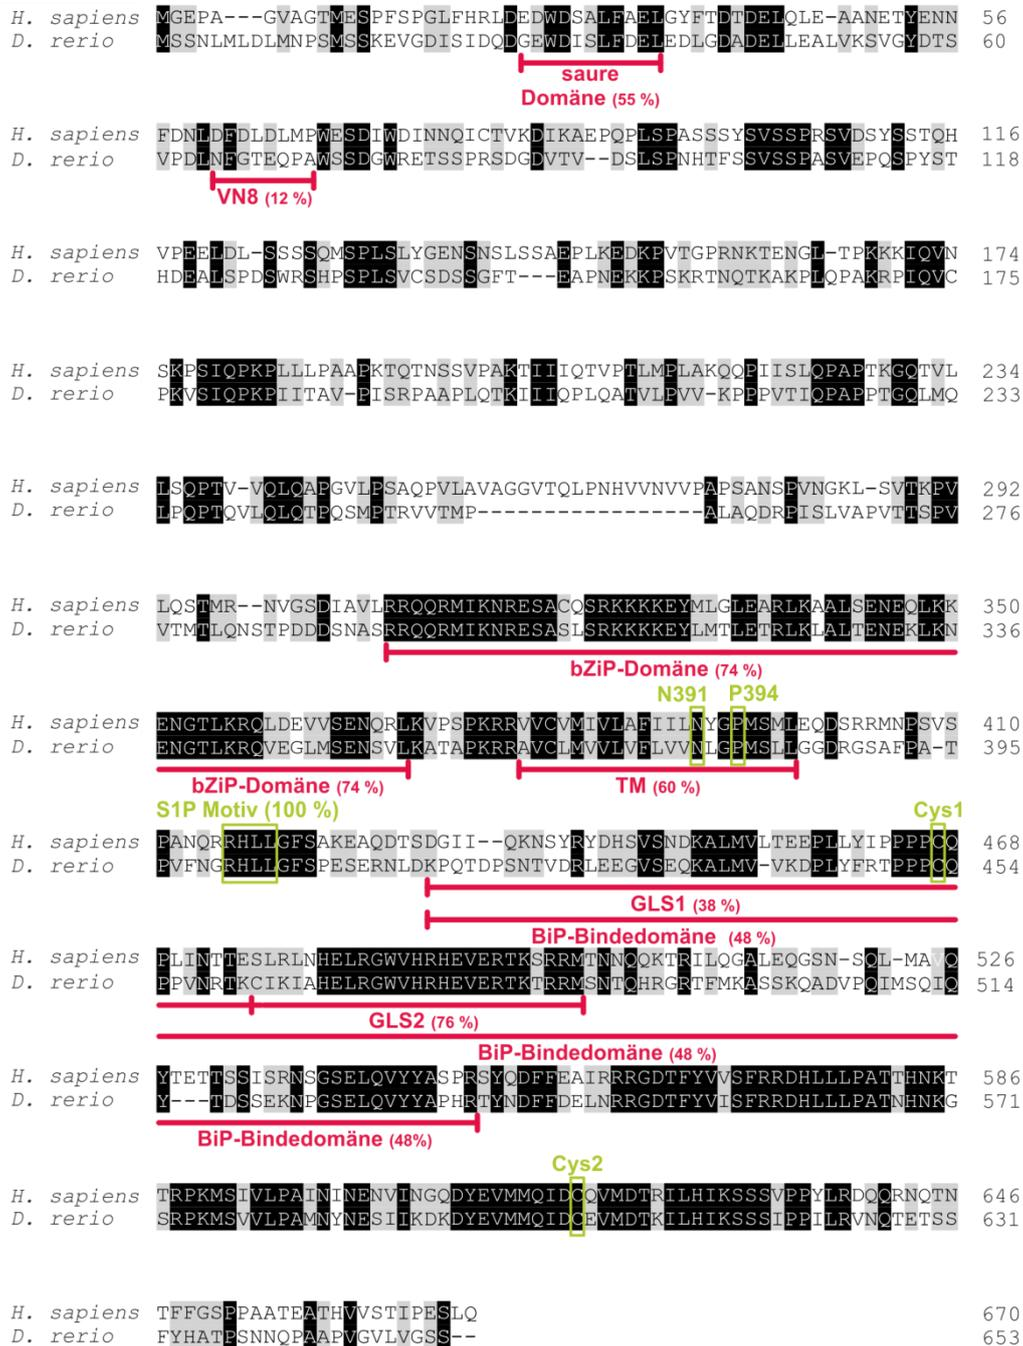 H. sapiens MGEPA---GVAGTMESPFSPGLFHRLDEDWDSALFAELGYFTDTDELQLE-AANETYENN 56
D. rerio MSSNLMLDLMNPSMSSKEVGDISIDQDGEWDISLFDELEDLGDADELLEALVKSVGYDTS 60
saure
Domäne (55 %)
H. sapiens FDNLDFDLDLMPWESDIWDINNQICTVKDIKAEPQPLSPASSSYSVSSPRSVDSYSSTQH 116
D. rerio VPDLNFGTEQPAWSSDGWRETSSPRSDGDVTV--DSLSPNHTFSSVSSPASVEPQSPYST 118
VN8 (12 %)
H. sapiens VPEELDL-SSSSQMSPLSLYGENSNSLSSAEPLKEDKPVTGPRNKTENGL-TPKKKIQVN 174
D. rerio HDEALSPDSWRSHPSPLSVCSDSSGFT---EAPNEKKPSKRTNQTKAKPLQPAKRPIQVC 175
H. sapiens SKPSIQPKPLLLPAAPKTQTNSSVPAKTIIIQTVPTLMPLAKQQPIISLQPAPTKGQTVL 234
D. rerio PKVSIQPKPIITAV-PISRPAAPLQTKIIIQPLQATVLPVV-KPPPVTIQPAPPTGQLMQ 233
H. sapiens LSQPTV-VQLQAPGVLPSAQPVLAVAGGVTQLPNHVVNVVPAPSANSPVNGKL-SVTKPV 292
D. rerio LPQPTQVLQLQTPQSMPTRVVTMP-----------------ALAQDRPISLVAPVTTSPV 276
H. sapiens LQSTMR--NVGSDIAVLRRQQRMIKNRESACQSRKKKKEYMLGLEARLKAALSENEQLKK 350
D. rerio VTMTLQNSTPDDDSNASRRQQRMIKNRESASLSRKKKKEYLMTLETRLKLALTENEKLKN 336
bZiP-Domäne (74 %)
N391 P394
H. sapiens ENGTLKRQLDEVVSENQRLKVPSPKRRVVCVMIVLAFIILNYGPMSMLEQDSRRMNPSVS 410
D. rerio ENGTLKRQVEGLMSENSVLKATAPKRRAVCLMVVLVFLVVNLGPMSLLGGDRGSAFPA-T 395
bZiP-Domäne (74 %) TM (60 %)
S1P Motiv (100 %) Cys1
H. sapiens PANQRRHLLGFSAKEAQDTSDGII--QKNSYRYDHSVSNDKALMVLTEEPLLYIPPPPCQ 468
D. rerio PVFNGRHLLGFSPESERNLDKPQTDPSNTVDRLEEGVSEQKALMV-VKDPLLYFRTPPPCQ 454
GLS1 (38 %)
BiP-Bindedomäne (48 %)
H. sapiens PLINTTESLRLNHELRGWVHRHEVERTKSRRMTNNQQKTRILQGALEQGSN-SQL-MAVQ 526
D. rerio PPVNRTKCIKIAHELRGWVHRHEVERTKTRRMSNTQHRGRTFMKASSKQADVPQIMSQIQ 514
GLS2 (76 %)
BiP-Bindedomäne (48 %)
H. sapiens YTETTSSISRNSGSELQVYYASPRSYQDFFEAIRRRGDTFYVVSFRRDHLLLPATTHNKT 586
D. rerio Y---TDSSEKNPGSELQVYYAPHRTYNDFFDELNRRGDTFYVISFRRDHLLLPATNHNKG 571
BiP-Bindedomäne (48%)
Cys2
H. sapiens TRPKMSIVLPAININENVINGQDYEVMMQIDCQVMDTRILHIKSSSVPPYLRDQQRNQTN 646
D. rerio SRPKMSVVLPAMNYNESIIKDKDYEVMMQIDCEVMDTKILHIKSSSIPPILRVNQTETSS 631
H. sapiens TFFGSPPAATEATHVVSTIPESLQ 670
D. rerio FYHATPSNNQPAAPVGVLVGSS-- 653